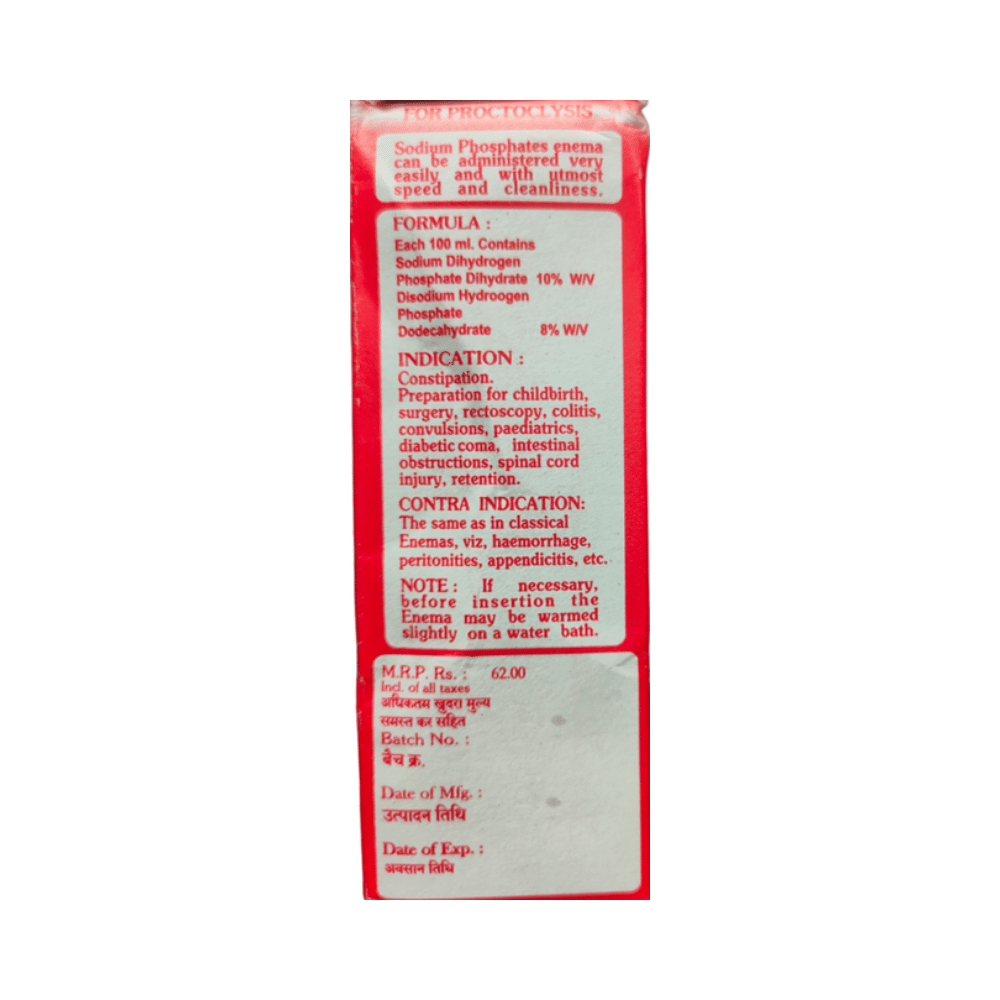 FOR PROCTOCLYSIS
Sodium Phosphates enema
can be administered very
easily and with utmost
speed and cleanliness.
FORMULA :
Each 100 ml. Contains
Sodium Dihydrogen
Phosphate Dihydrate 10% W/V
Disodium Hydroogen
Phosphate
Dodecahydrate 8% W/V
INDICATION :
Constipation.
Preparation for childbirth,
surgery, rectoscopy, colitis,
convulsions, paediatrics,
diabetic coma, intestinal
obstructions, spinal cord
injury, retention.
CONTRA INDICATION:
The same as in classical
Enemas, viz, haemorrhage,
peritonities, appendicitis, etc.
NOTE : If necessary,
before insertion the
Enema may be warmed
slightly on a water bath.
M.R.P. Rs. : 62.00
Incl. of all taxes
अधिकतम खुदरा मुल्य
समस्त कर सहित
Batch No. :
बैच क्र.
Date of Mfg. :
उत्पादन तिथि
Date of Exp. :
अवसान तिथि